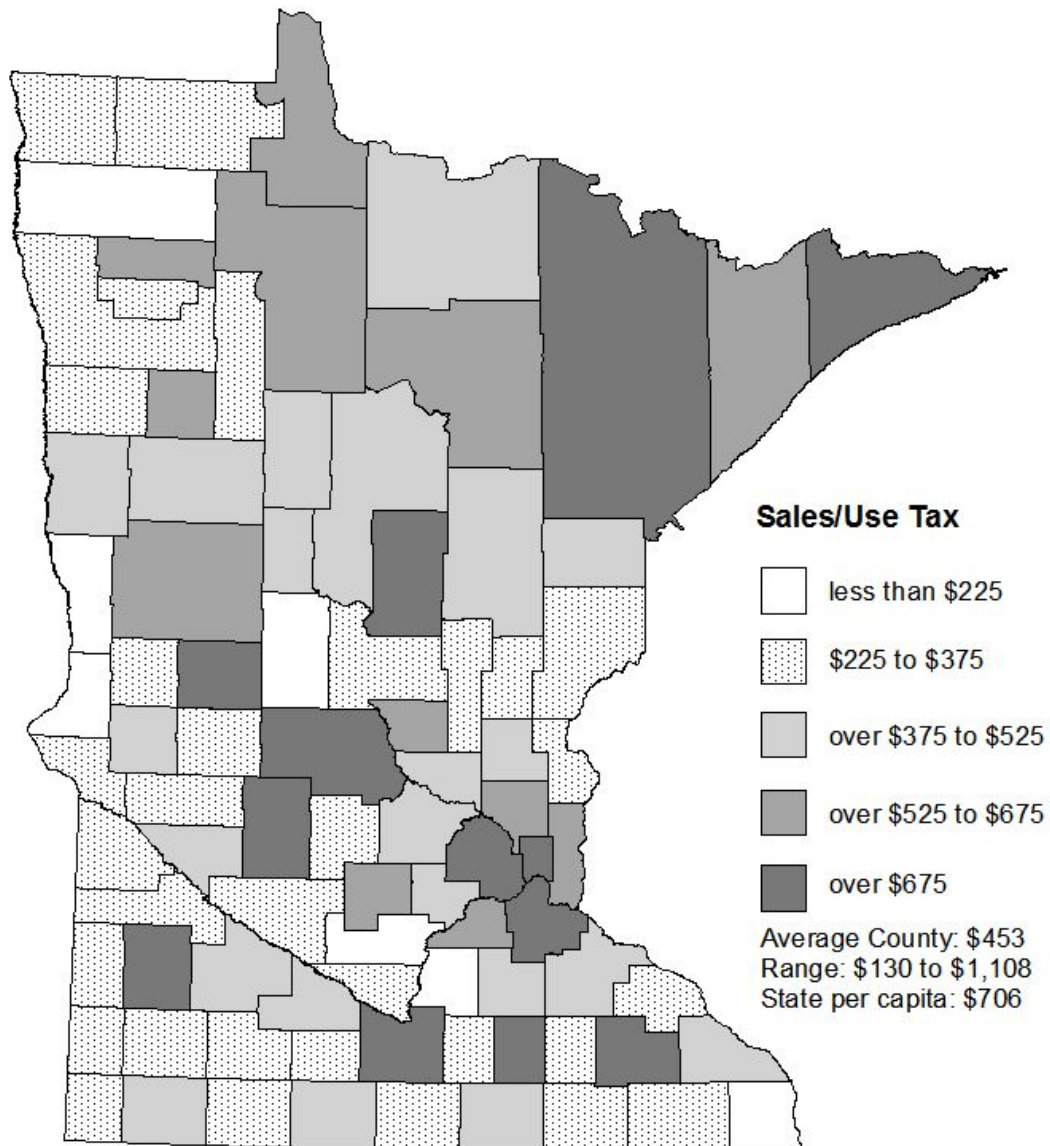 Sales/Use Tax
less than $225
$225 to $375
over $375 to $525
over $525 to $675
over $675
Average County: $453
Range: $130 to $1,108
State per capita: $706